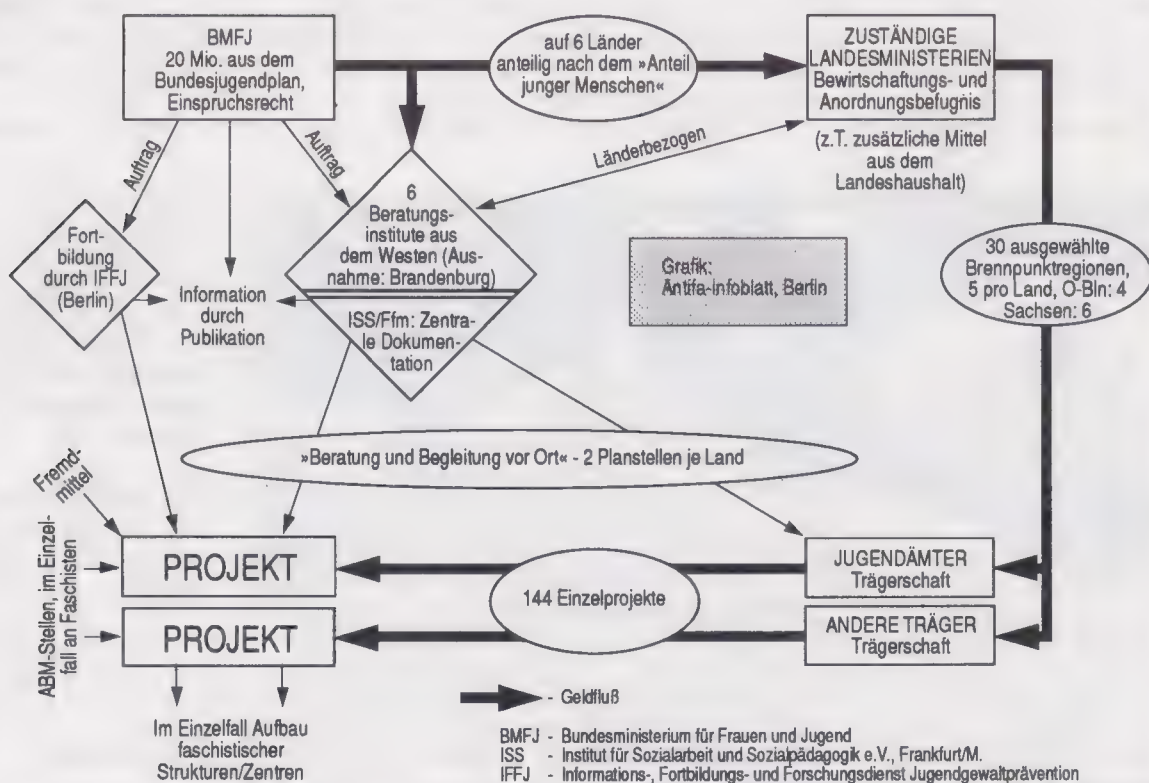 BMFJ
20 Mio. aus dem
Bundesjugendplan,
Einspruchsrecht
auf 6 Länder
anteilig nach dem »Anteil
junger Menschen«
ZUSTÄNDIGE
LANDESMINISTERIEN
Bewirtschaftungs- und
Anordnungsbefugnis
(z.T. zusätzliche Mittel
aus dem
Landeshaushalt)
Auftrag
Auftrag
Länderbezogen
Fort-
bildung
durch IFFJ
(Berlin)
Information
durch
Publikation
6
Beratungs-
institute aus
dem Westen (Aus-
nahme: Brandenburg)
ISS/Ffm: Zentra-
le Dokumen-
tation
Grafik:
Antifa-Infoblatt, Berlin
30 ausgewählte
Brennpunktregionen,
5 pro Land, O-Bln: 4
Sachsen: 6
»Beratung und Begleitung vor Ort« - 2 Planstellen je Land
Fremd-
mittel
ABM-Stellen, im Einzel-
fall an Faschisten
PROJEKT
PROJEKT
144 Einzelprojekte
JUGENDÄMTER
Trägerschaft
ANDERE TRÄGER
Trägerschaft
Im Einzelfall Aufbau
faschistischer
Strukturen/Zentren
- Geldfluß
BMFJ - Bundesministerium für Frauen und Jugend
ISS - Institut für Sozialarbeit und Sozialpädagogik e.V., Frankfurt/M.
IFFJ - Informations-, Fortbildungs- und Forschungsdienst Jugendgewaltprävention